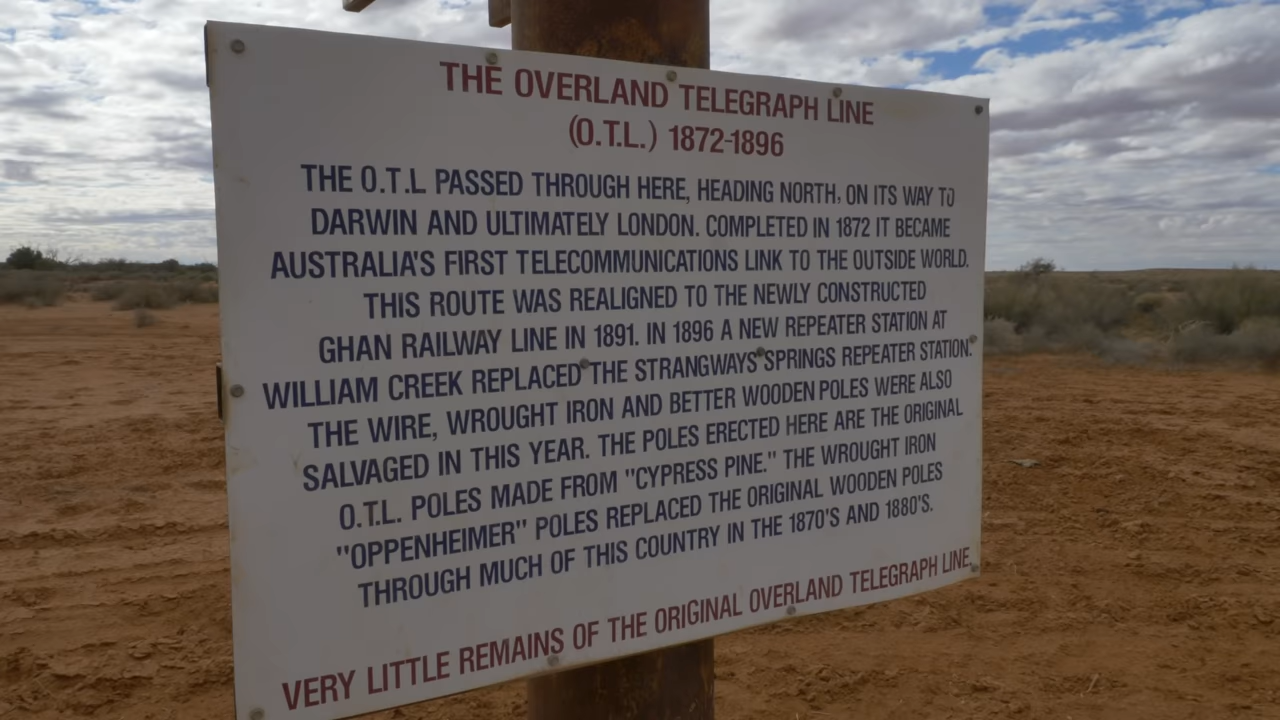 THE OVERLAND TELEGRAPH LINE
(O.T.L.) 1872-1896
THE O.T.L PASSED THROUGH HERE, HEADING NORTH, ON ITS WAY TO
DARWIN AND ULTIMATELY LONDON. COMPLETED IN 1872 IT BECAME
AUSTRALIA'S FIRST TELECOMMUNICATIONS LINK TO THE OUTSIDE WORLD.
THIS ROUTE WAS REALIGNED TO THE NEWLY CONSTRUCTED
GHAN RAILWAY LINE IN 1891. IN 1896 A NEW REPEATER STATION AT
WILLIAM CREEK REPLACED THE STRANGWAYS SPRINGS REPEATER STATION.
THE WIRE, WROUGHT IRON AND BETTER WOODEN POLES WERE ALSO
SALVAGED IN THIS YEAR. THE POLES ERECTED HERE ARE THE ORIGINAL
O.T.L. POLES MADE FROM "CYPRESS PINE." THE WROUGHT IRON
"OPPENHEIMER" POLES REPLACED THE ORIGINAL WOODEN POLES
THROUGH MUCH OF THIS COUNTRY IN THE 1870'S AND 1880'S.
VERY LITTLE REMAINS OF THE ORIGINAL OVERLAND TELEGRAPH LINE.